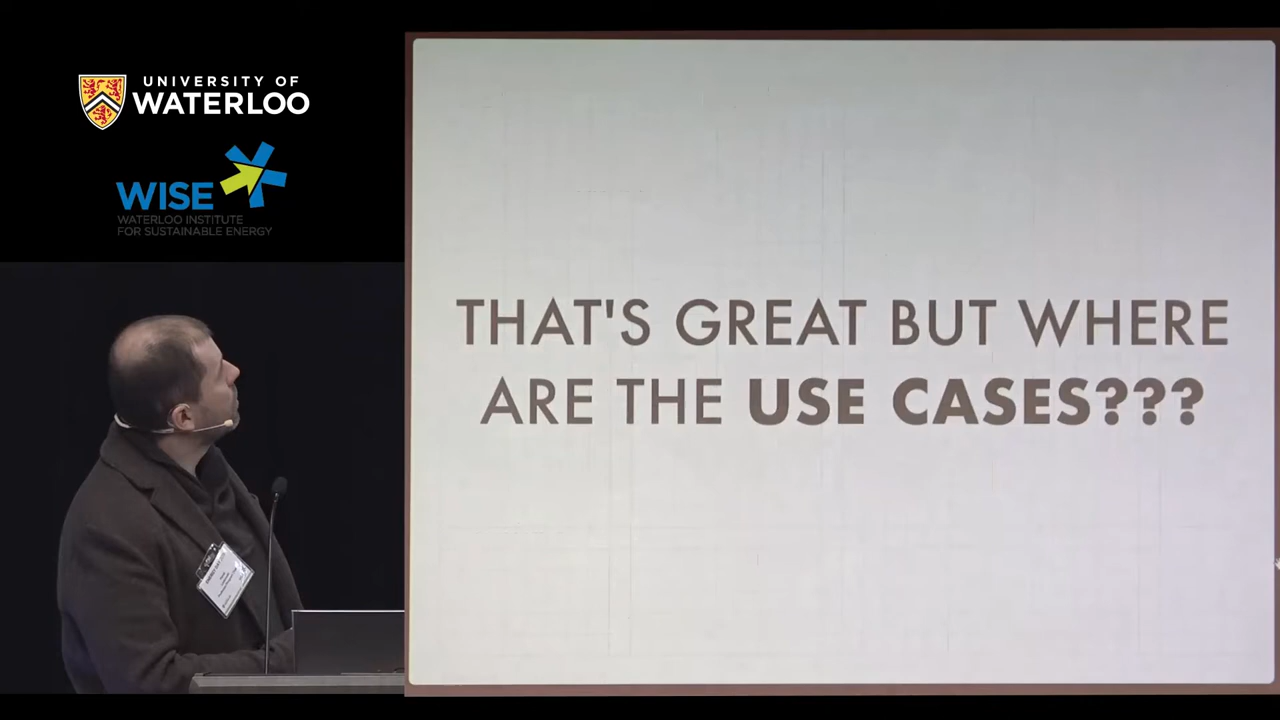 UNIVERSITY OF
WATERLOO
WISE
WATERLOO INSTITUTE
FOR SUSTAINABLE ENERGY
THAT'S GREAT BUT WHERE
ARE THE USE CASES???